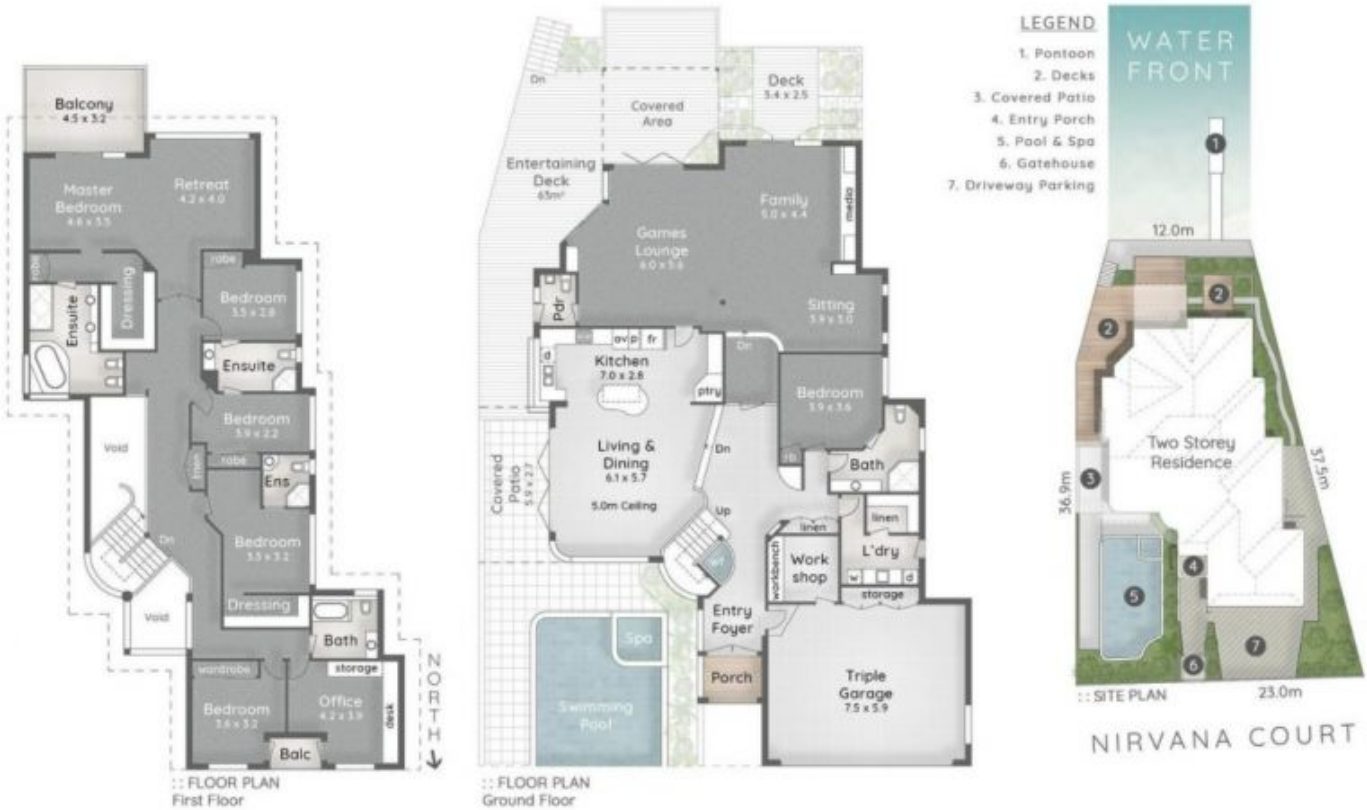 Balcony
4.5 x 3.2
Master
Bedroom
4.6 x 3.5
Retreat
4.2 x 4.0
robe
robe
Dressing
Ensuite
Bedroom
3.5 x 2.8
Ensuite
Bedroom
3.9 x 2.2
Void
linen
robe
Ens
Bedroom
3.5 x 3.2
Dn
Dressing
Void
Bath
wardrobe
storage
Bedroom
3.6 x 3.2
Office
4.2 x 3.9
desk
Balc
NORTH
:: FLOOR PLAN
First Floor
Dn
Covered
Area
Deck
3.4 x 2.5
Entertaining
Deck
63m²
Family
5.0 x 4.4
media
Games
Lounge
6.0 x 5.6
Pdr
Sitting
3.9 x 3.0
ov p fr
d
Kitchen
7.0 x 2.8
ptry
Dn
Bedroom
3.9 x 3.6
Living &
Dining
6.1 x 5.7
5.0m Ceiling
Dn
Covered
Patio
5.9 x 2.7
rb
Bath
Up
linen
linen
L'dry
w
d
workbench
Work
shop
storage
Entry
Foyer
Spa
Porch
Swimming
Pool
Triple
Garage
7.5 x 5.9
:: FLOOR PLAN
Ground Floor
LEGEND
1. Pontoon
2. Decks
3. Covered Patio
4. Entry Porch
5. Pool & Spa
6. Gatehouse
7. Driveway Parking
WATER
FRONT
1
12.0m
2
2
Two Storey
Residence
3
36.9m
37.5m
4
5
6
7
:: SITE PLAN
23.0m
NIRVANA COURT